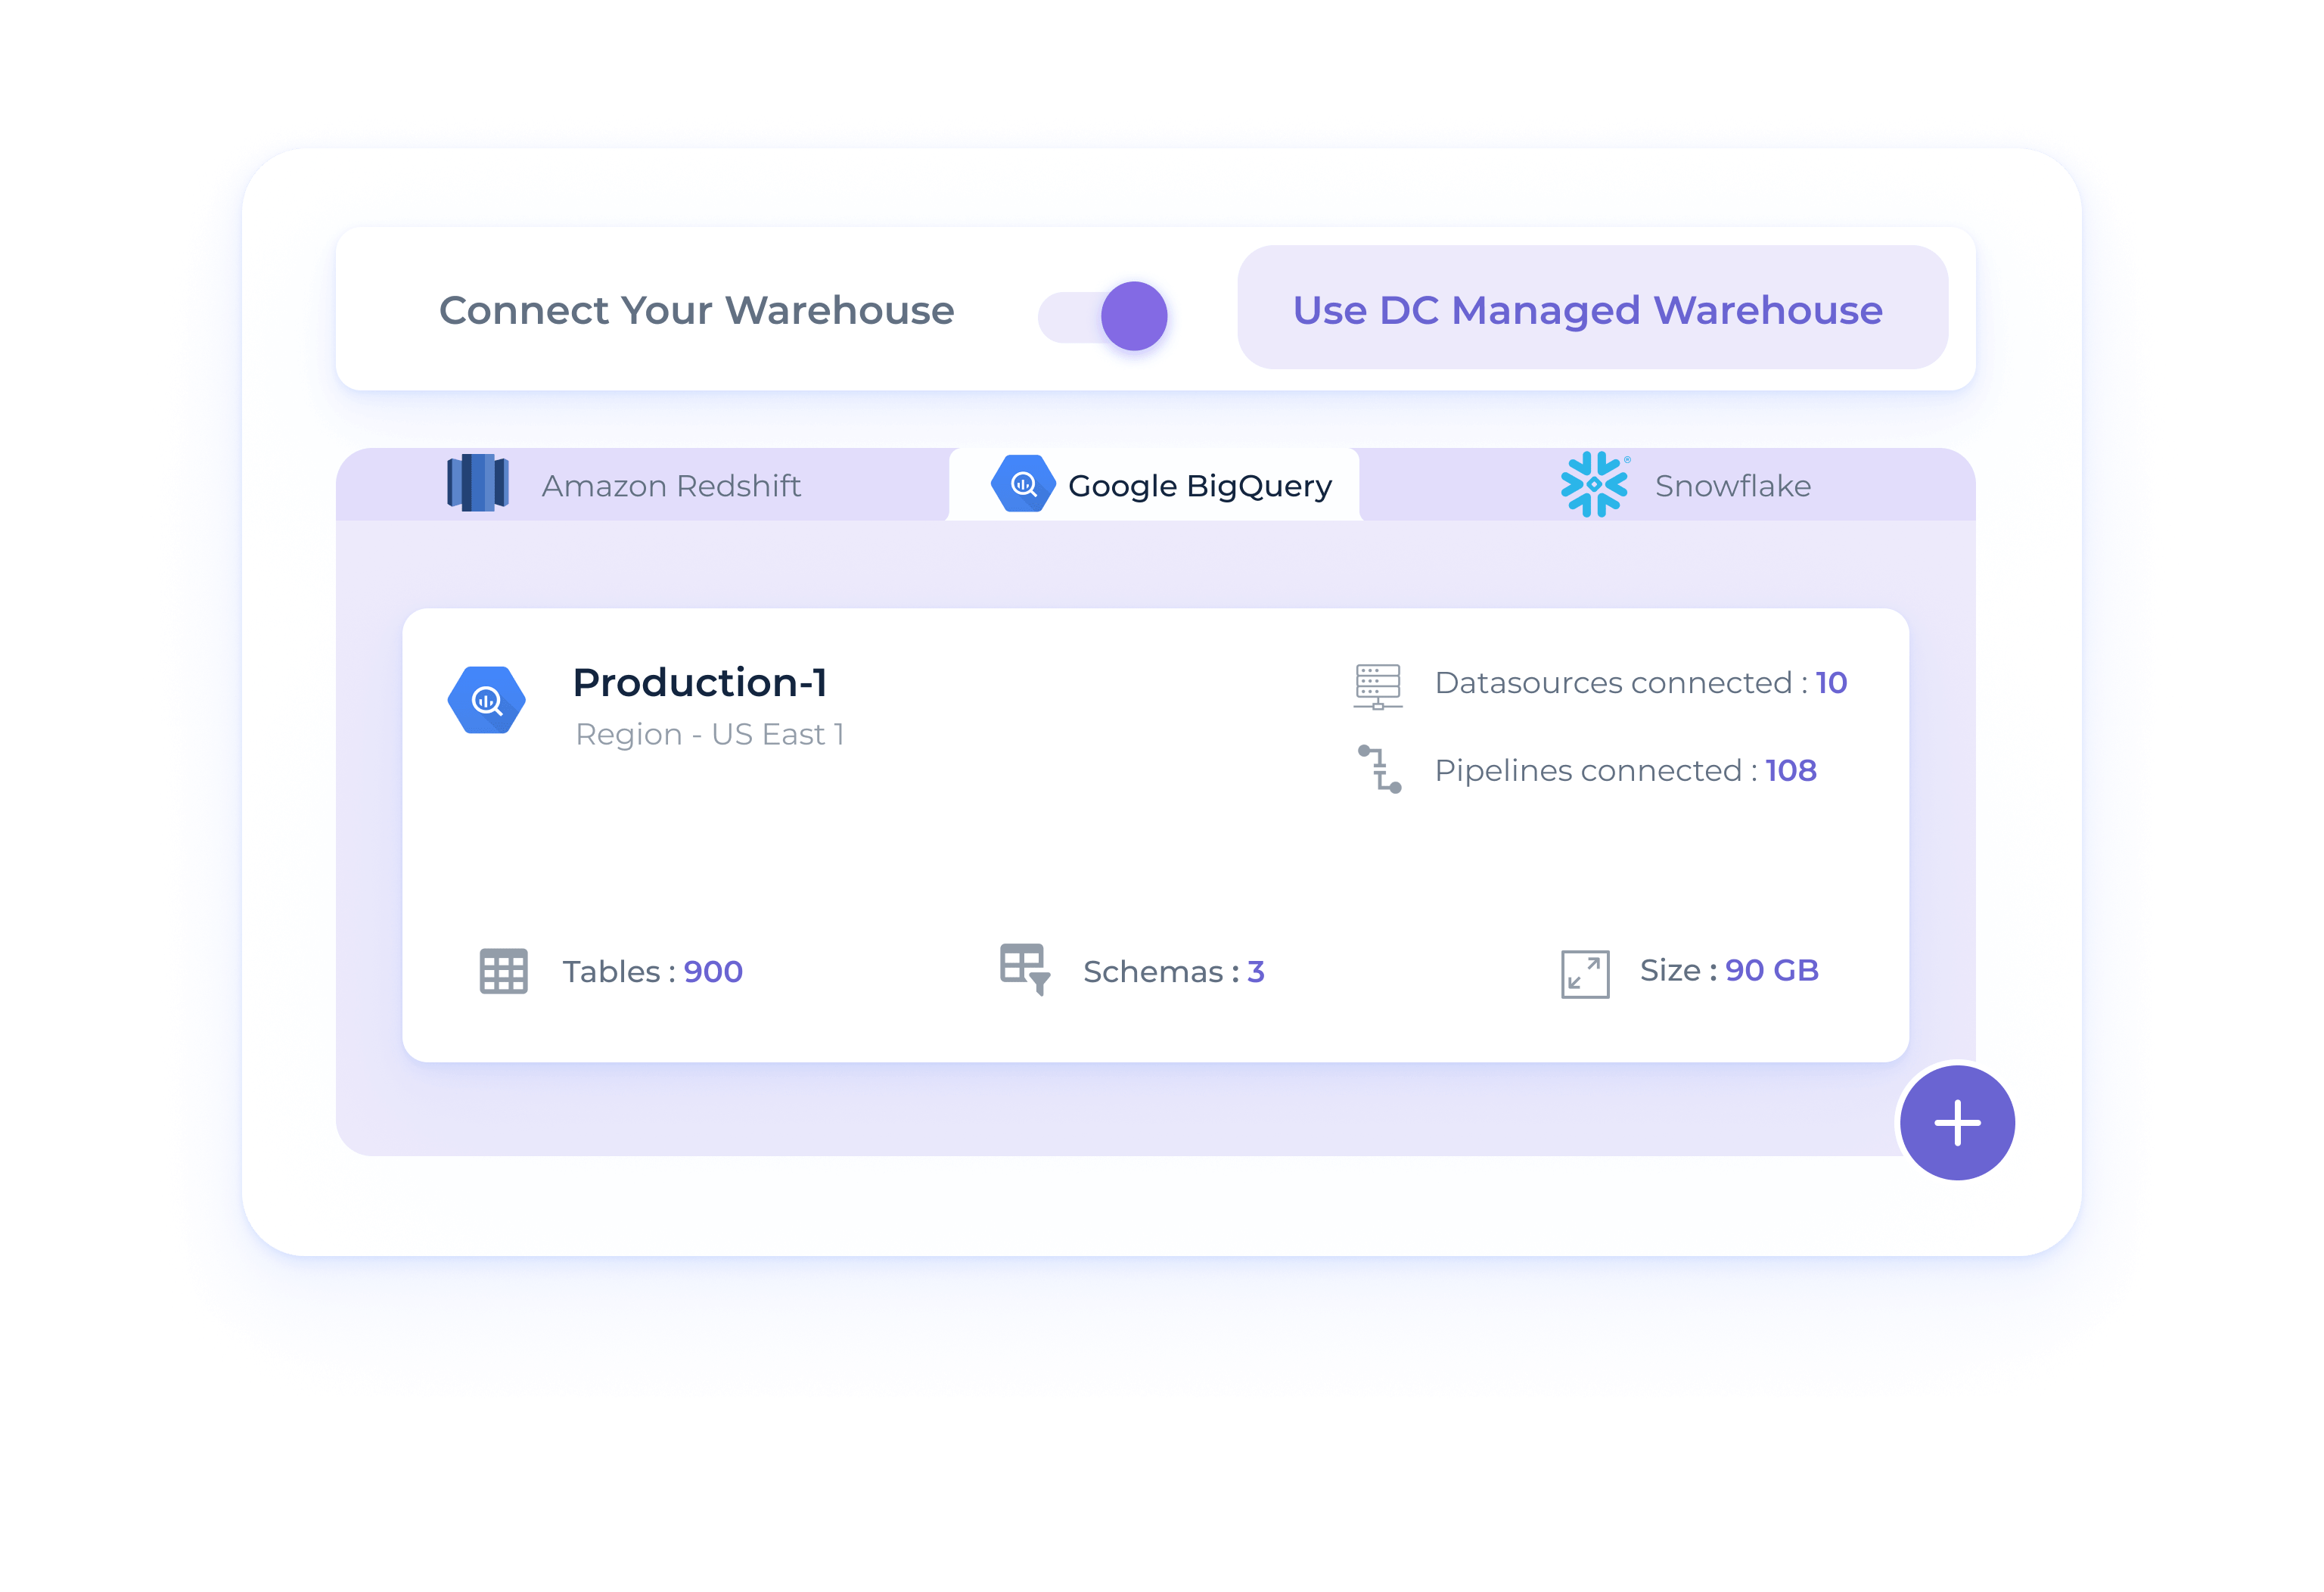 Connect Your Warehouse
Use DC Managed Warehouse
Amazon Redshift
Google BigQuery
Snowflake
Production-1
Region - US East 1
Datasources connected : 10
Pipelines connected : 108
Tables : 900
Schemas : 3
Size : 90 GB